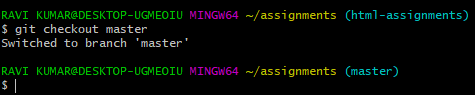 RAVI KUMAR@DESKTOP-UGMEOIU MINGW64 ~/assignments (html-assignments)
$ git checkout master
Switched to branch 'master'
RAVI KUMAR@DESKTOP-UGMEOIU MINGW64 ~/assignments (master)
$